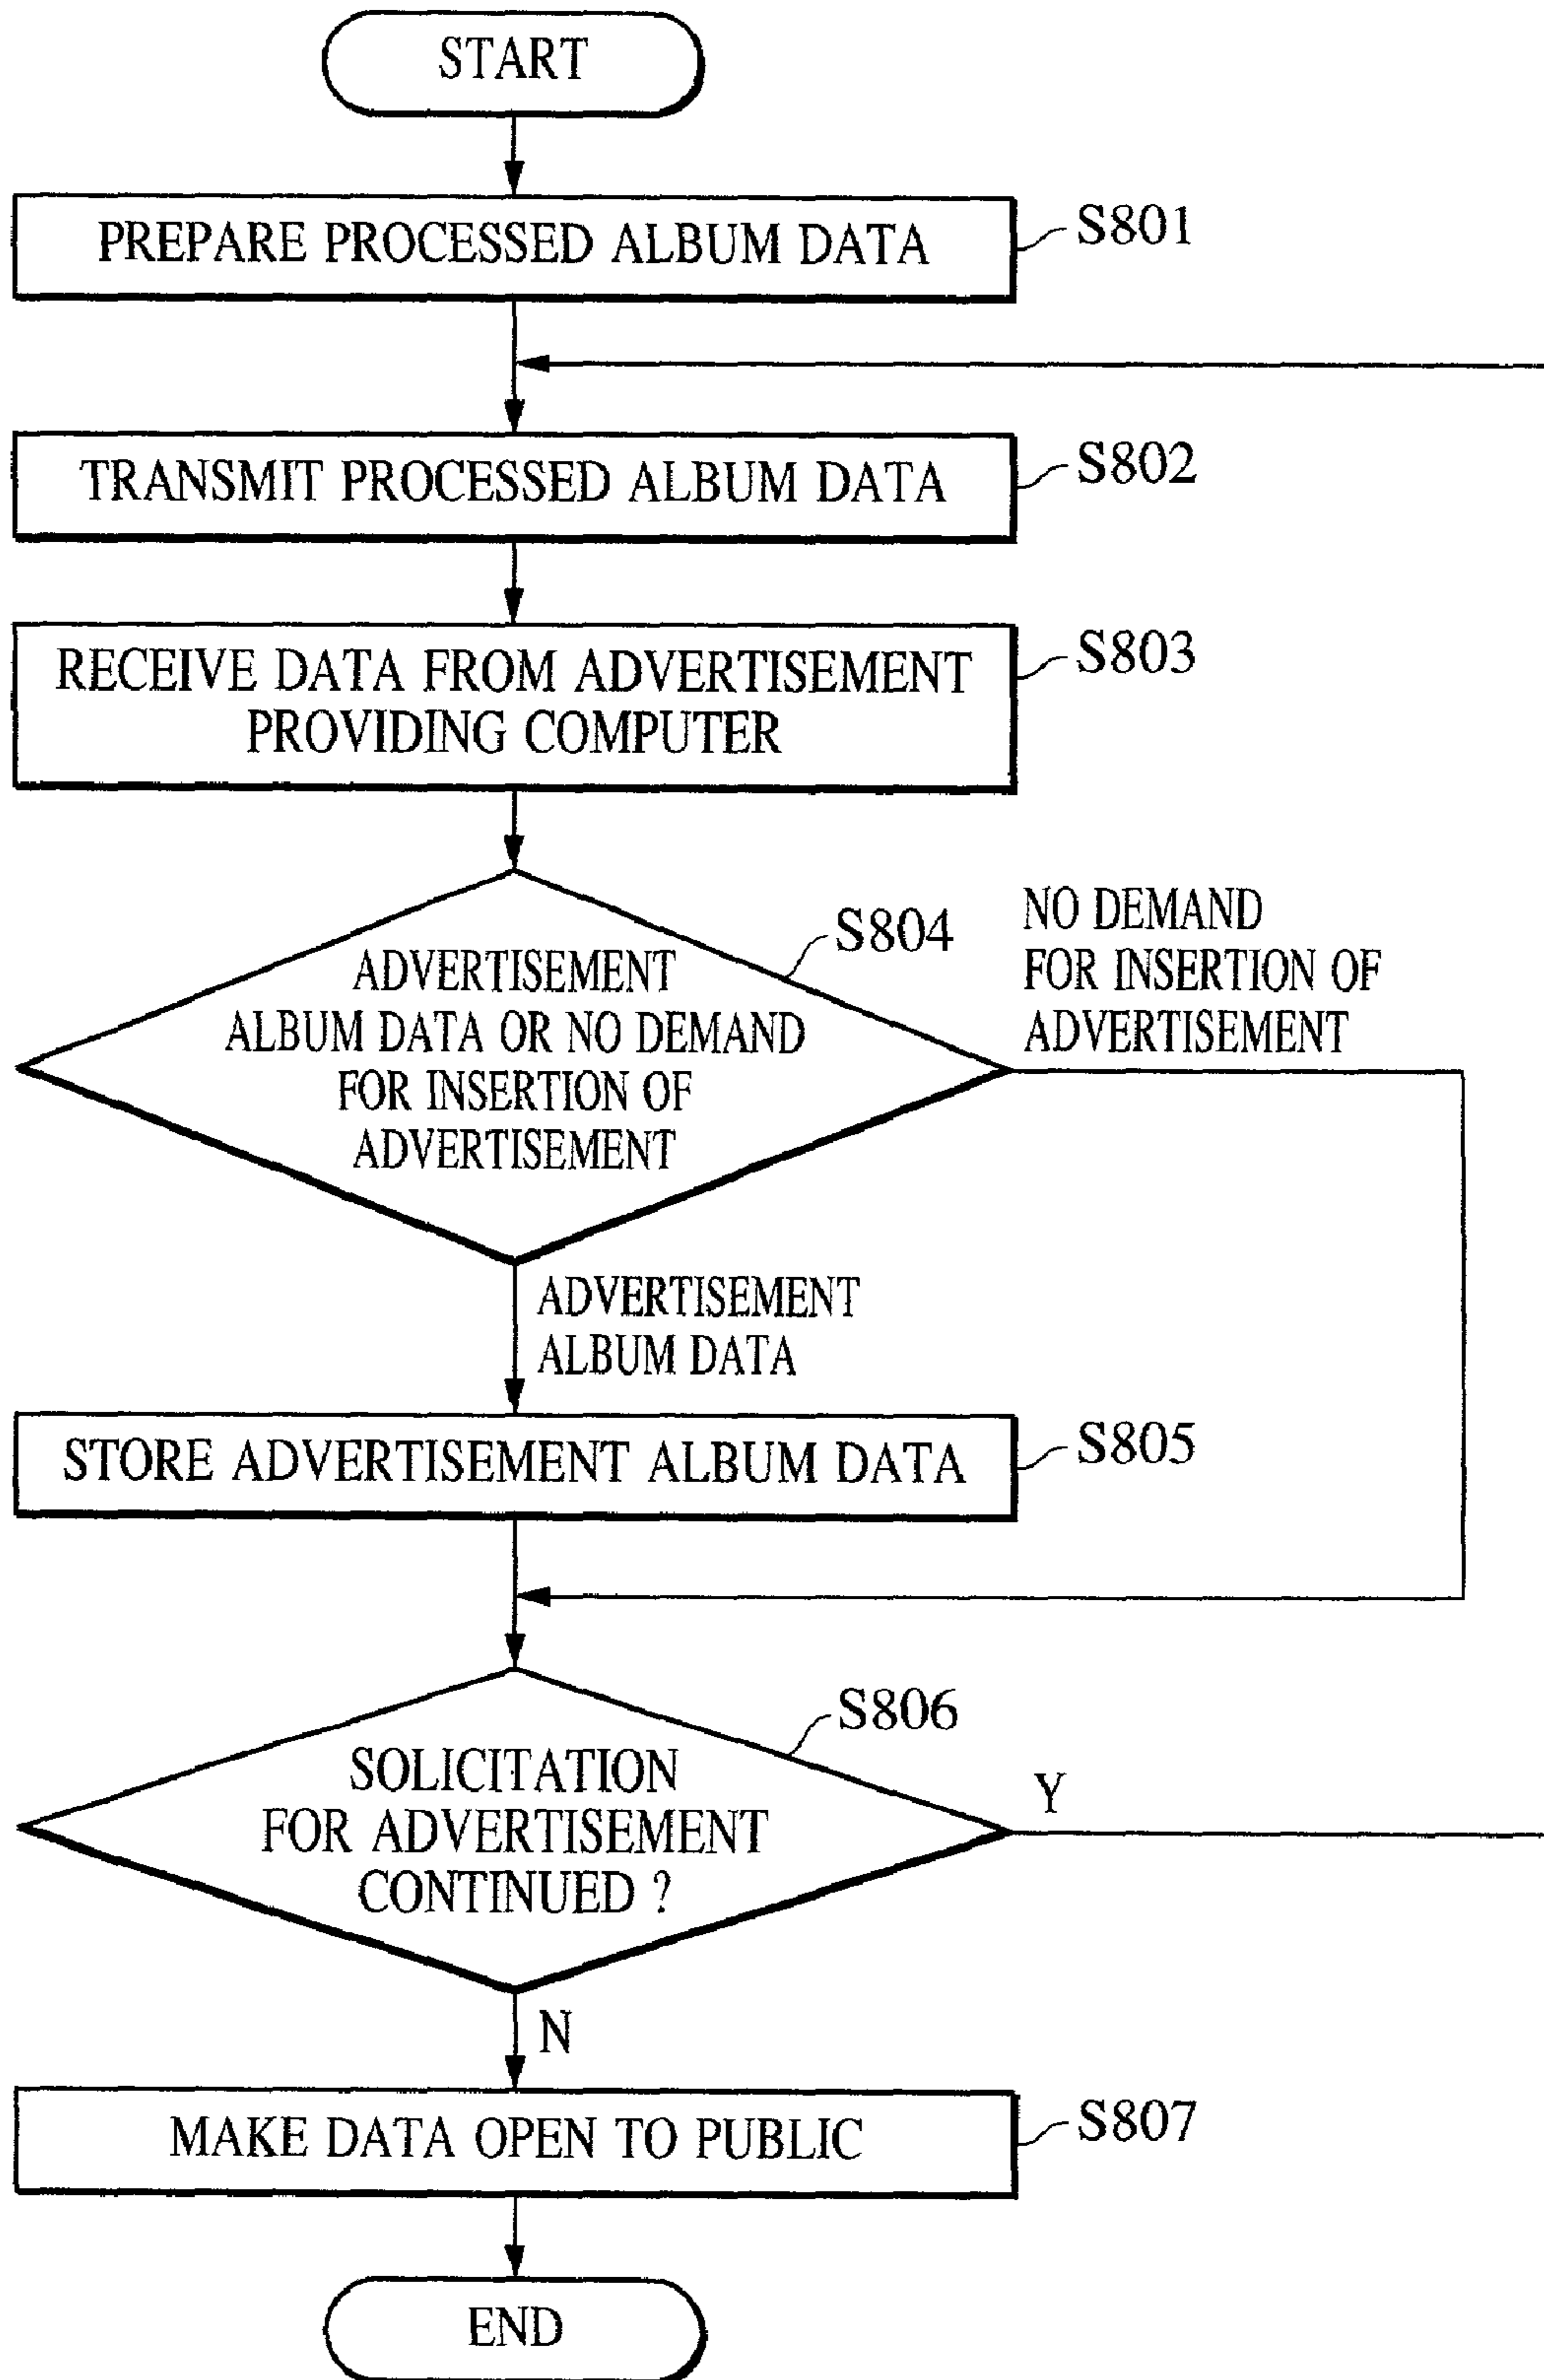 START
PREPARE PROCESSED ALBUM DATA
S801
TRANSMIT PROCESSED ALBUM DATA
S802
RECEIVE DATA FROM ADVERTISEMENT
PROVIDING COMPUTER
S803
ADVERTISEMENT
ALBUM DATA OR NO DEMAND
FOR INSERTION OF
ADVERTISEMENT
S804
NO DEMAND
FOR INSERTION OF
ADVERTISEMENT
ADVERTISEMENT
ALBUM DATA
STORE ADVERTISEMENT ALBUM DATA
S805
SOLICITATION
FOR ADVERTISEMENT
CONTINUED ?
S806
Y
N
MAKE DATA OPEN TO PUBLIC
S807
END